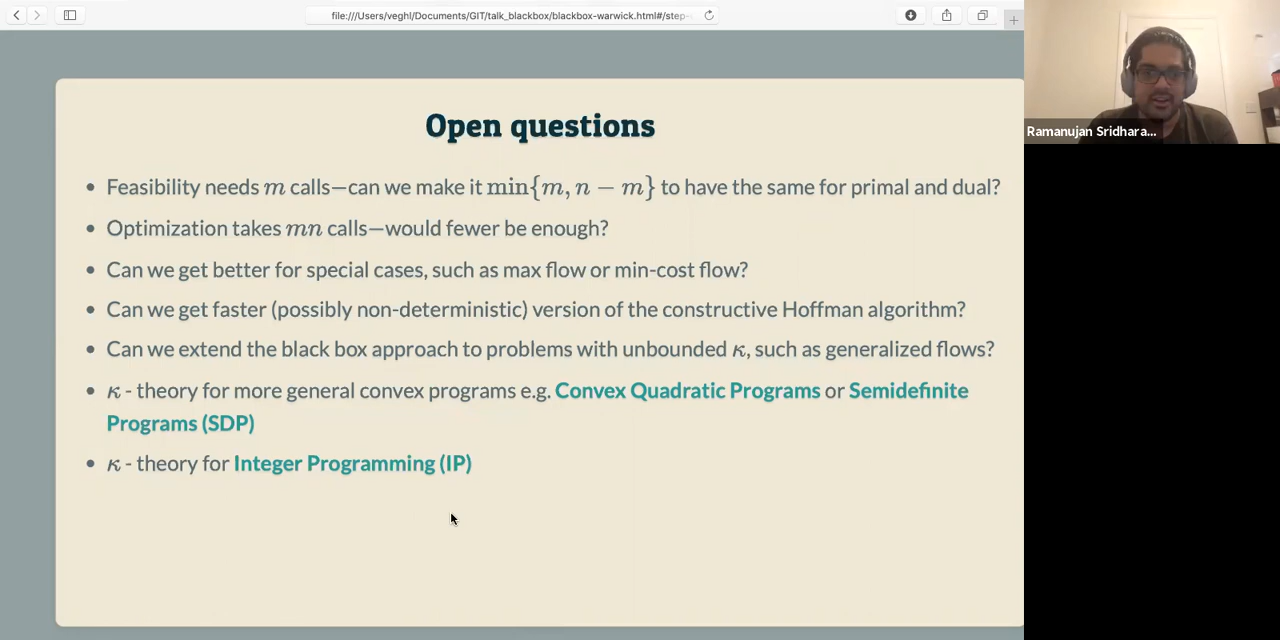 file:///Users/veghl/Documents/GIT/talk_blackbox/blackbox-warwick.html#/step-
Ramanujan Sridhara...
Open questions
• Feasibility needs m calls—can we make it min{m, n − m} to have the same for primal and dual?
• Optimization takes mn calls—would fewer be enough?
• Can we get better for special cases, such as max flow or min-cost flow?
• Can we get faster (possibly non-deterministic) version of the constructive Hoffman algorithm?
• Can we extend the black box approach to problems with unbounded κ, such as generalized flows?
• κ - theory for more general convex programs e.g. Convex Quadratic Programs or Semidefinite
Programs (SDP)
• κ - theory for Integer Programming (IP)